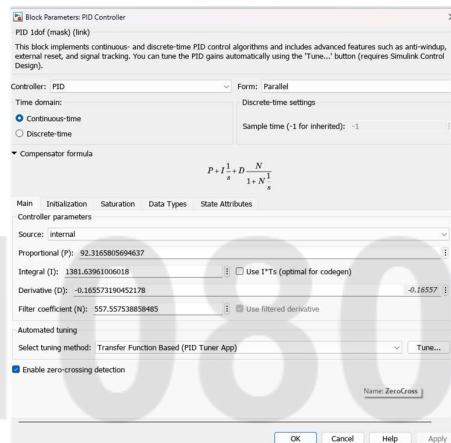 Block Parameters: PID Controller
PID 1dof (mask) (link)
This block implements continuous- and discrete-time PID control algorithms and includes advanced features such as anti-windup,
external reset, and signal tracking. You can tune the PID gains automatically using the 'Tune...' button (requires Simulink Control
Design).
Controller: PID Form: Parallel
Time domain: Discrete-time settings
Continuous-time
Sample time (-1 for inherited): -1
Discrete-time
Compensator formula
P+I 1/s + D N/(1+N 1/s)
Main Initialization Saturation Data Types State Attributes
Controller parameters
Source: internal
Proportional (P): 92.3165805694637
Integral (I): 1381.63961006018 Use I*Ts (optimal for codegen)
Derivative (D): -0.165573190452178 -0.16557
Filter coefficient (N): 557.557538858485 Use filtered derivative
Automated tuning
Select tuning method: Transfer Function Based (PID Tuner App) Tune...
Enable zero-crossing detection
Name: ZeroCross
OK Cancel Help Apply
080